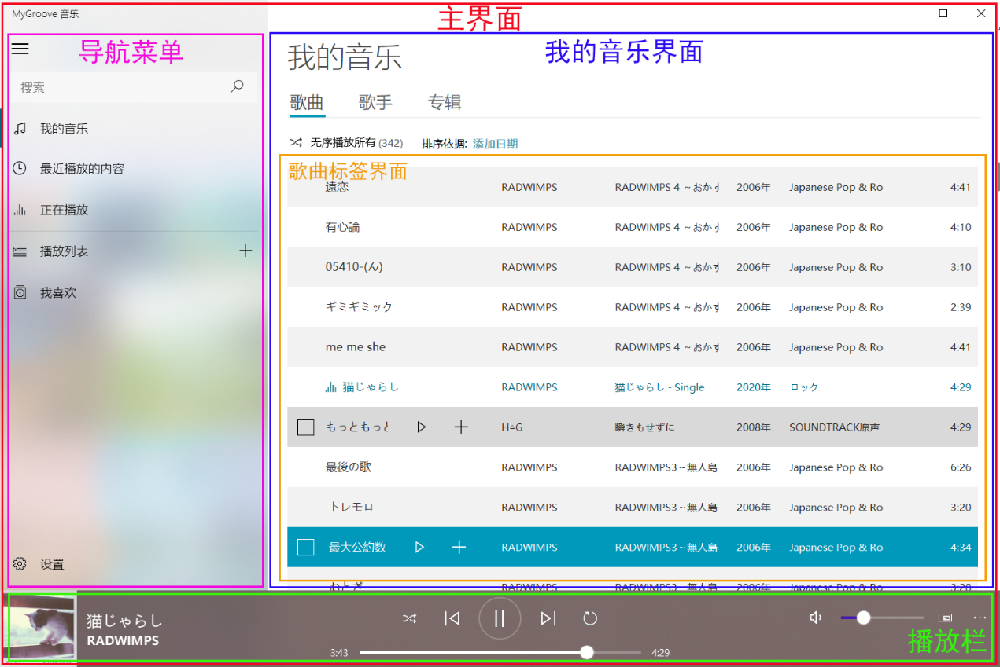 MyGroove 音乐
主界面
导航菜单
搜索
我的音乐
最近播放的内容
正在播放
播放列表
我喜欢
设置
我的音乐
我的音乐界面
歌曲 歌手 专辑
无序播放所有 (342) 排序依据: 添加日期
歌曲标签界面
遠恋 RADWIMPS RADWIMPS 4 ~おかず 2006年 Japanese Pop & Ro 4:41
有心論 RADWIMPS RADWIMPS 4 ~おかず 2006年 Japanese Pop & Ro 4:10
05410-(ん) RADWIMPS RADWIMPS 4 ~おかず 2006年 Japanese Pop & Ro 3:10
ギミギミック RADWIMPS RADWIMPS 4 ~おかず 2006年 Japanese Pop & Ro 2:39
me me she RADWIMPS RADWIMPS 4 ~おかず 2006年 Japanese Pop & Ro 4:41
猫じゃらし RADWIMPS 猫じゃらし - Single 2020年 ロック 4:29
もっともっと H△G 瞬きもせずに 2008年 SOUNDTRACK原声 4:29
最後の歌 RADWIMPS RADWIMPS3~無人島 2006年 Japanese Pop & Ro 6:26
トレモロ RADWIMPS RADWIMPS3~無人島 2006年 Japanese Pop & Ro 3:20
最大公約数 RADWIMPS RADWIMPS3~無人島 2006年 Japanese Pop & Ro 4:34
おとぎ RADWIMPS RADWIMPS3~無人島 2006年 Japanese Pop & Ro
猫じゃらし
RADWIMPS
3:43 4:29
播放栏